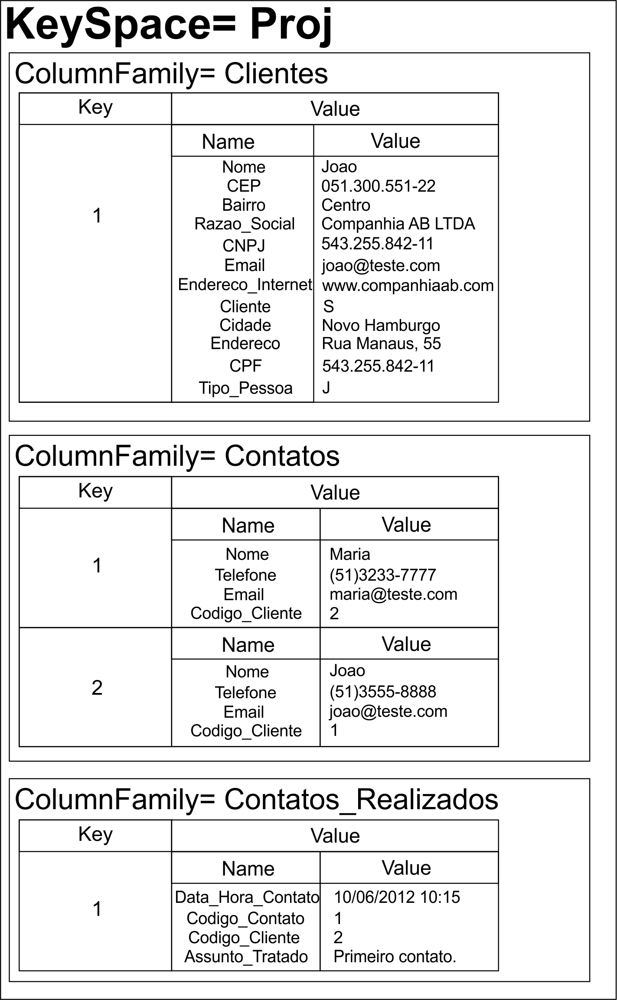 KeySpace= Proj
ColumnFamily= Clientes
Key Value
Name Value
1
Nome Joao
CEP 051.300.551-22
Bairro Centro
Razao_Social Companhia AB LTDA
CNPJ 543.255.842-11
Email joao@teste.com
Endereco_Internet www.companhiaab.com
Cliente S
Cidade Novo Hamburgo
Endereco Rua Manaus, 55
CPF 543.255.842-11
Tipo_Pessoa J
ColumnFamily= Contatos
Key Value
Name Value
1
Nome Maria
Telefone (51)3233-7777
Email maria@teste.com
Codigo_Cliente 2
Name Value
2
Nome Joao
Telefone (51)3555-8888
Email joao@teste.com
Codigo_Cliente 1
ColumnFamily= Contatos_Realizados
Key Value
Name Value
1
Data_Hora_Contato 10/06/2012 10:15
Codigo_Contato 1
Codigo_Cliente 2
Assunto_Tratado Primeiro contato.